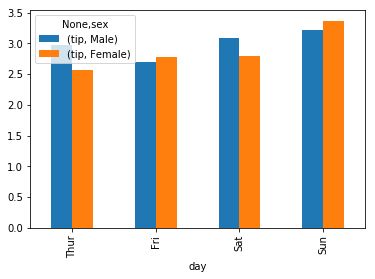 None,sex
(tip, Male)
(tip, Female)
3.5
3.0
2.5
2.0
1.5
1.0
0.5
0.0
Thur
Fri
Sat
Sun
day